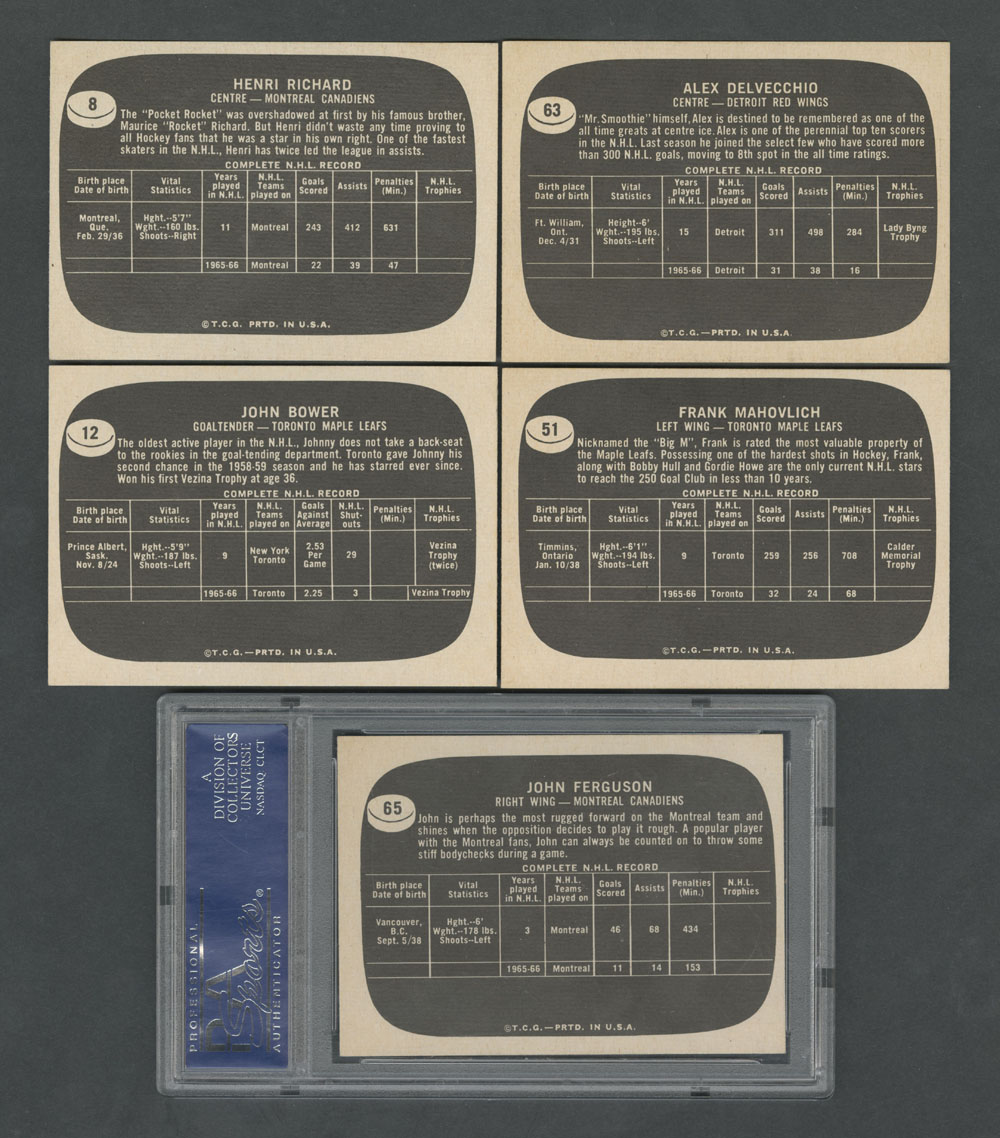 8
HENRI RICHARD
CENTRE — MONTREAL CANADIENS
The "Pocket Rocket" was overshadowed at first by his famous brother,
Maurice "Rocket" Richard. But Henri didn't waste any time proving to
all Hockey fans that he was a star in his own right. One of the fastest
skaters in the N.H.L., Henri has twice led the league in assists.
COMPLETE N.H.L. RECORD
Birth place Date of birth | Vital Statistics | Years played in N.H.L. | N.H.L. Teams played on | Goals Scored | Assists | Penalties (Min.) | N.H.L. Trophies
Montreal, Que. Feb. 29/36 | Hght.--5'7" Wght.--160 lbs. Shoots--Right | 11 | Montreal | 243 | 412 | 631
1965-66 | Montreal | 22 | 39 | 47
©T.C.G. PRTD. IN U.S.A.
63
ALEX DELVECCHIO
CENTRE — DETROIT RED WINGS
"Mr. Smoothie" himself, Alex is destined to be remembered as one of the
all time greats at centre ice. Alex is one of the perennial top ten scorers
in the N.H.L. Last season he joined the select few who have scored more
than 300 N.H.L. goals, moving to 8th spot in the all time ratings.
COMPLETE N.H.L. RECORD
Birth place Date of birth | Vital Statistics | Years played in N.H.L. | N.H.L. Teams played on | Goals Scored | Assists | Penalties (Min.) | N.H.L. Trophies
Ft. William, Ont. Dec. 4/31 | Height--6' Wght.--195 lbs. Shoots--Left | 15 | Detroit | 311 | 498 | 284 | Lady Byng Trophy
1965-66 | Detroit | 31 | 38 | 16
©T.C.G.—PRTD. IN U.S.A.
12
JOHN BOWER
GOALTENDER — TORONTO MAPLE LEAFS
The oldest active player in the N.H.L., Johnny does not take a back-seat
to the rookies in the goal-tending department. Toronto gave Johnny his
second chance in the 1958-59 season and he has starred ever since.
Won his first Vezina Trophy at age 36.
COMPLETE N.H.L. RECORD
Birth place Date of birth | Vital Statistics | Years played in N.H.L. | N.H.L. Teams played on | Goals Against Average | N.H.L. Shut-outs | Penalties (Min.) | N.H.L. Trophies
Prince Albert, Sask. Nov. 8/24 | Hght.--5'9" Wght.--187 lbs. Shoots--Left | 9 | New York Toronto | 2.53 Per Game | 29 | Vezina Trophy (twice)
1965-66 | Toronto | 2.25 | 3 | Vezina Trophy
©T.C.G.—PRTD. IN U.S.A.
51
FRANK MAHOVLICH
LEFT WING — TORONTO MAPLE LEAFS
Nicknamed the "Big M", Frank is rated the most valuable property of
the Maple Leafs. Possessing one of the hardest shots in Hockey, Frank,
along with Bobby Hull and Gordie Howe are the only current N.H.L. stars
to reach the 250 Goal Club in less than 10 years.
COMPLETE N.H.L. RECORD
Birth place Date of birth | Vital Statistics | Years played in N.H.L. | N.H.L. Teams played on | Goals Scored | Assists | Penalties (Min.) | N.H.L. Trophies
Timmins, Ontario Jan. 10/38 | Hght.--6'1" Wght.--194 lbs. Shoots--Left | 9 | Toronto | 259 | 256 | 708 | Calder Memorial Trophy
1965-66 | Toronto | 32 | 24 | 68
©T.C.G.—PRTD. IN U.S.A.
A
DIVISION OF
COLLECTORS
UNIVERSE
NASDAQ CLCT
PROFESSIONAL
PSA
Sports®
AUTHENTICATOR
65
JOHN FERGUSON
RIGHT WING — MONTREAL CANADIENS
John is perhaps the most rugged forward on the Montreal team and
shines when the opposition decides to play it rough. A popular player
with the Montreal fans, John can always be counted on to throw some
stiff bodychecks during a game.
COMPLETE N.H.L. RECORD
Birth place Date of birth | Vital Statistics | Years played in N.H.L. | N.H.L. Teams played on | Goals Scored | Assists | Penalties (Min.) | N.H.L. Trophies
Vancouver, B.C. Sept. 5/38 | Hght.--6' Wght.--178 lbs. Shoots--Left | 3 | Montreal | 46 | 68 | 434
1965-66 | Montreal | 11 | 14 | 153
©T.C.G.—PRTD. IN U.S.A.